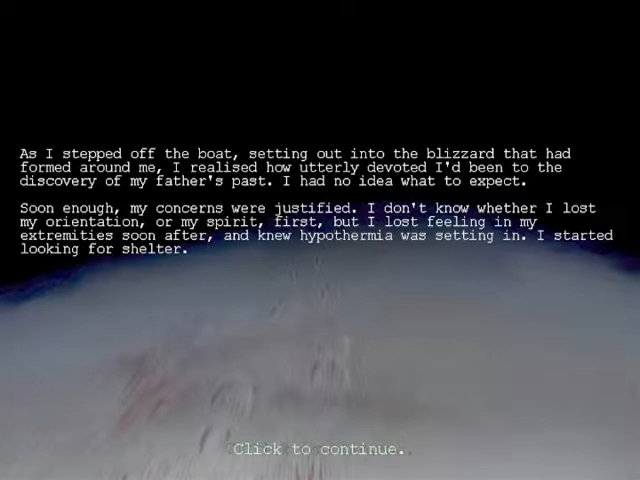 As I stepped off the boat, setting out into the blizzard that had
formed around me, I realised how utterly devoted I'd been to the
discovery of my father's past. I had no idea what to expect.
Soon enough, my concerns were justified. I don't know whether I lost
my orientation, or my spirit, first, but I lost feeling in my
extremities soon after, and knew hypothermia was setting in. I started
looking for shelter.
Click to continue.